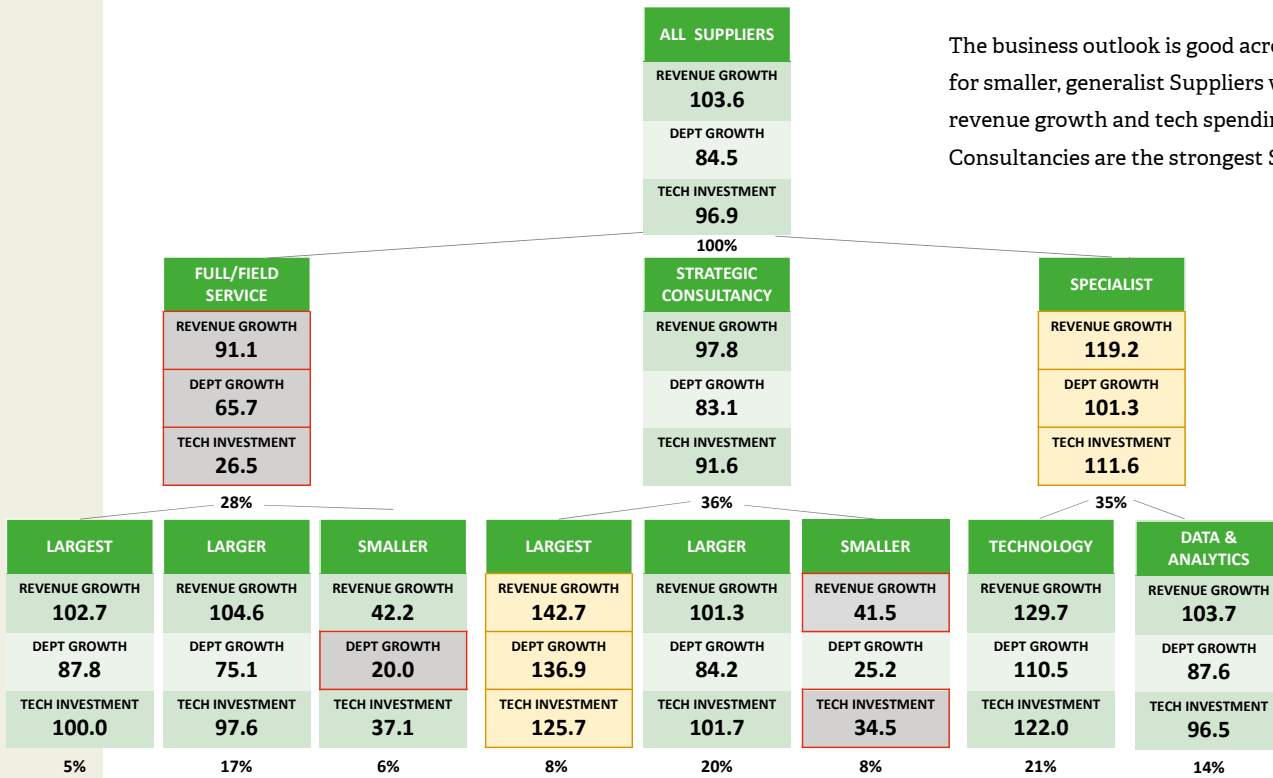 ALL SUPPLIERS
REVENUE GROWTH
103.6
DEPT GROWTH
84.5
TECH INVESTMENT
96.9
100%
The business outlook is good
for smaller, generalist Suppliers
revenue growth and tech
Consultancies are the strongest
FULL/FIELD
SERVICE
REVENUE GROWTH
91.1
DEPT GROWTH
65.7
TECH INVESTMENT
26.5
28%
STRATEGIC
CONSULTANCY
REVENUE GROWTH
97.8
DEPT GROWTH
83.1
TECH INVESTMENT
91.6
36%
SPECIALIST
REVENUE GROWTH
119.2
DEPT GROWTH
101.3
TECH INVESTMENT
111.6
35%
LARGEST
REVENUE GROWTH
102.7
DEPT GROWTH
87.8
TECH INVESTMENT
100.0
5%
LARGER
REVENUE GROWTH
104.6
DEPT GROWTH
75.1
TECH INVESTMENT
97.6
17%
SMALLER
REVENUE GROWTH
42.2
DEPT GROWTH
20.0
TECH INVESTMENT
37.1
6%
LARGEST
REVENUE GROWTH
142.7
DEPT GROWTH
136.9
TECH INVESTMENT
125.7
8%
LARGER
REVENUE GROWTH
101.3
DEPT GROWTH
84.2
TECH INVESTMENT
101.7
20%
SMALLER
REVENUE GROWTH
41.5
DEPT GROWTH
25.2
TECH INVESTMENT
34.5
8%
TECHNOLOGY
REVENUE GROWTH
129.7
DEPT GROWTH
110.5
TECH INVESTMENT
122.0
21%
DATA &
ANALYTICS
REVENUE GROWTH
103.7
DEPT GROWTH
87.6
TECH INVESTMENT
96.5
14%